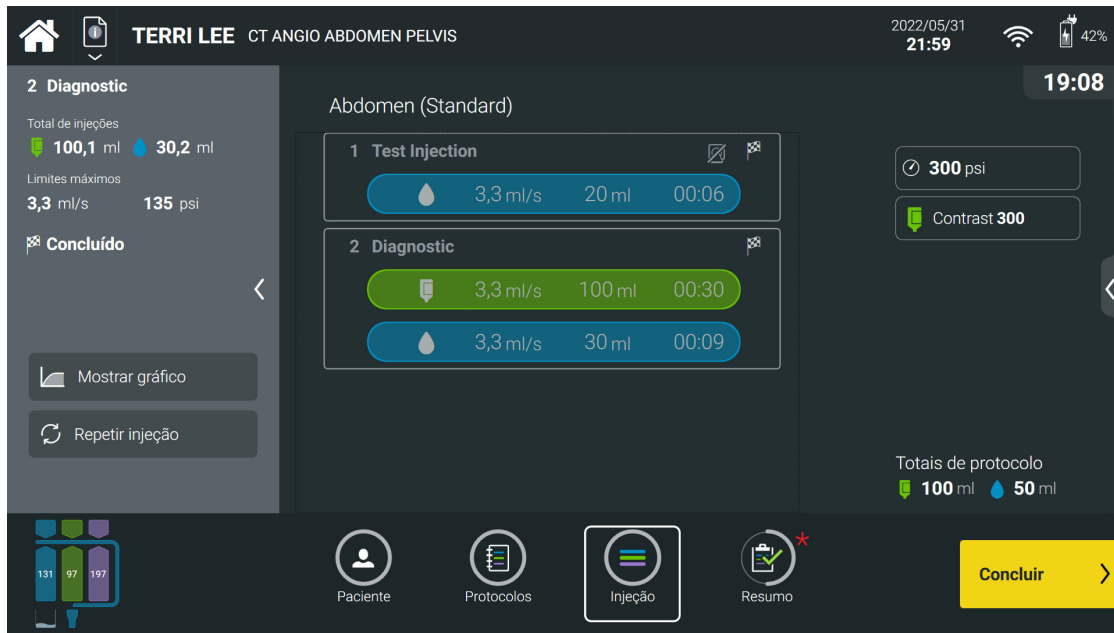 TERRI LEE CT ANGIO ABDOMEN PELVIS
2022/05/31
21:59
42%
2 Diagnostic
Total de injeções
100,1 ml 30,2 ml
Limites máximos
3,3 ml/s 135 psi
Concluído
Mostrar gráfico
Repetir injeção
Abdomen (Standard)
1 Test Injection
3,3 ml/s 20 ml 00:06
2 Diagnostic
3,3 ml/s 100 ml 00:30
3,3 ml/s 30 ml 00:09
19:08
300 psi
Contrast 300
Totais de protocolo
100 ml 50 ml
131 97 197
Paciente
Protocolos
Injeção
Resumo
*
Concluir